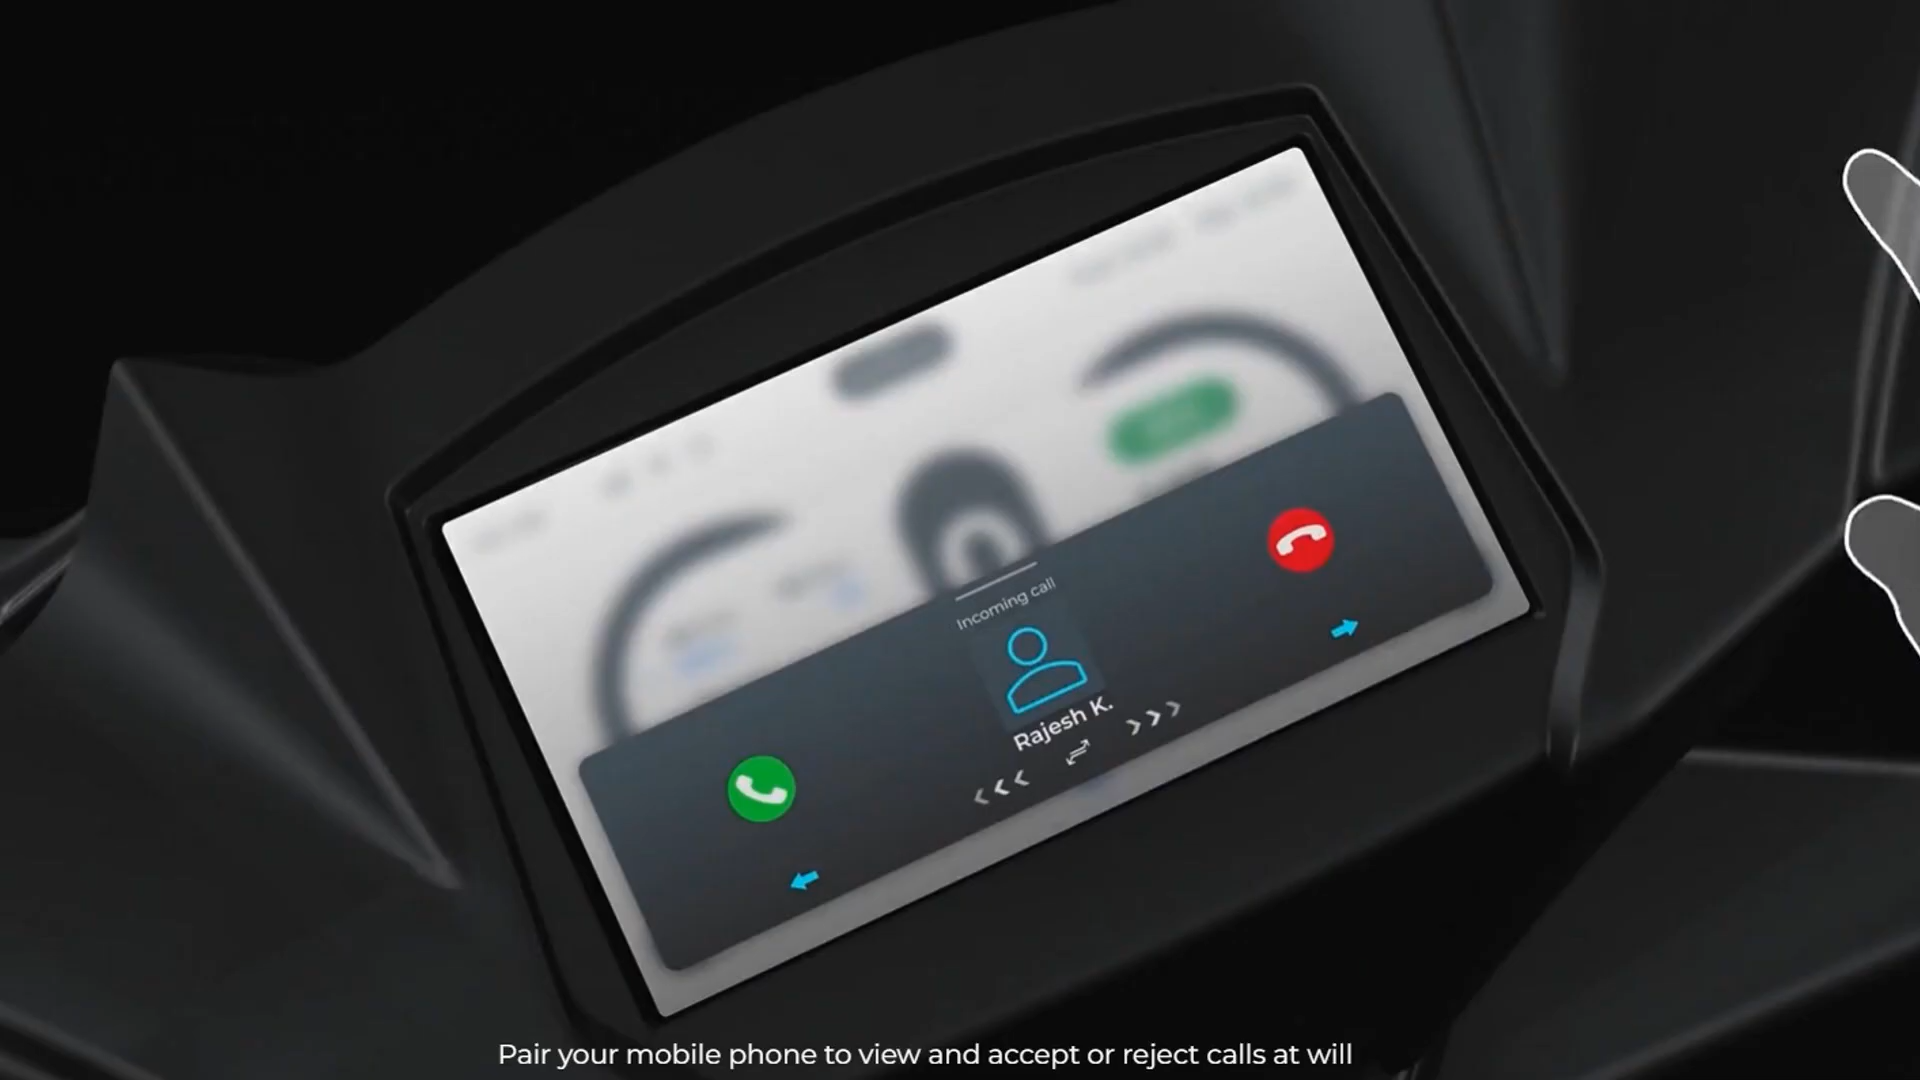 Incoming call
Rajesh K.
Pair your mobile phone to view and accept or reject calls at will